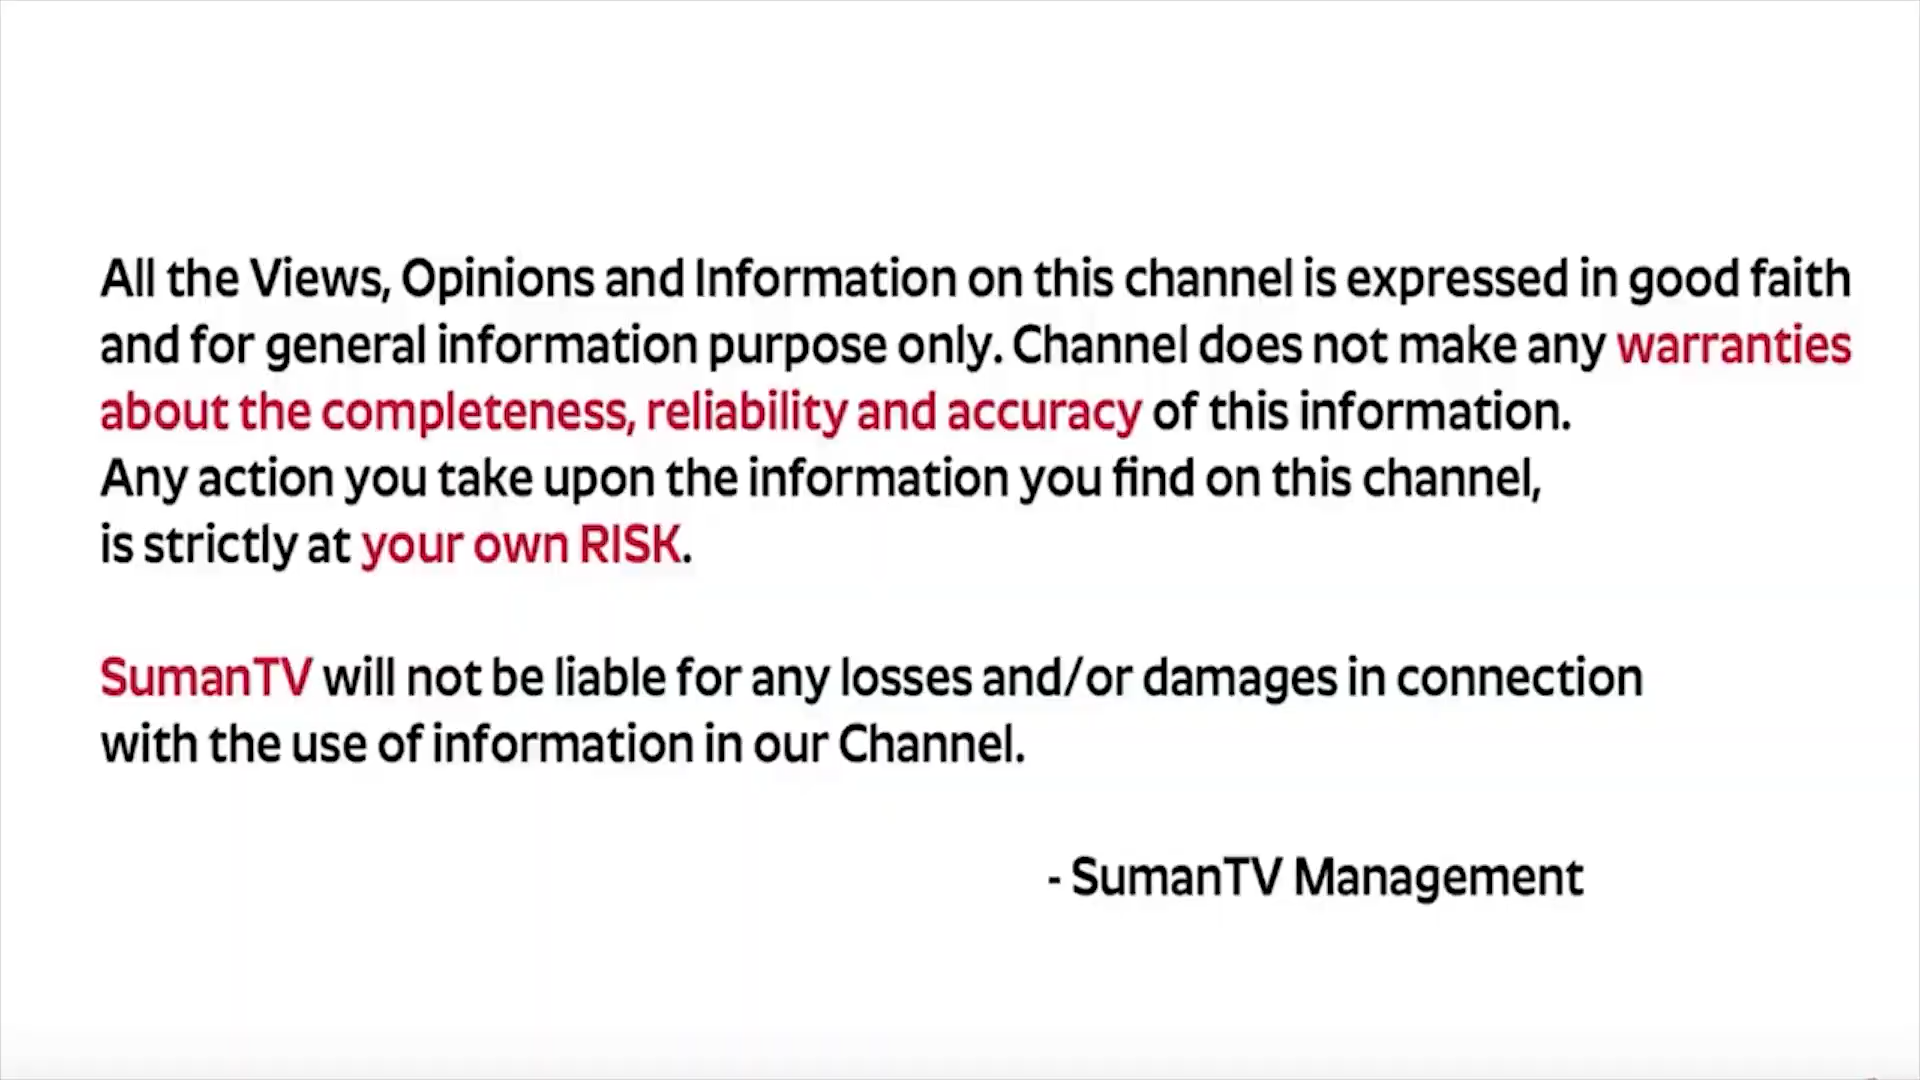 All the Views, Opinions and Information on this channel is expressed in good faith
and for general information purpose only. Channel does not make any warranties
about the completeness, reliability and accuracy of this information.
Any action you take upon the information you find on this channel,
is strictly at your own RISK.
SumanTV will not be liable for any losses and/or damages in connection
with the use of information in our Channel.
- SumanTV Management